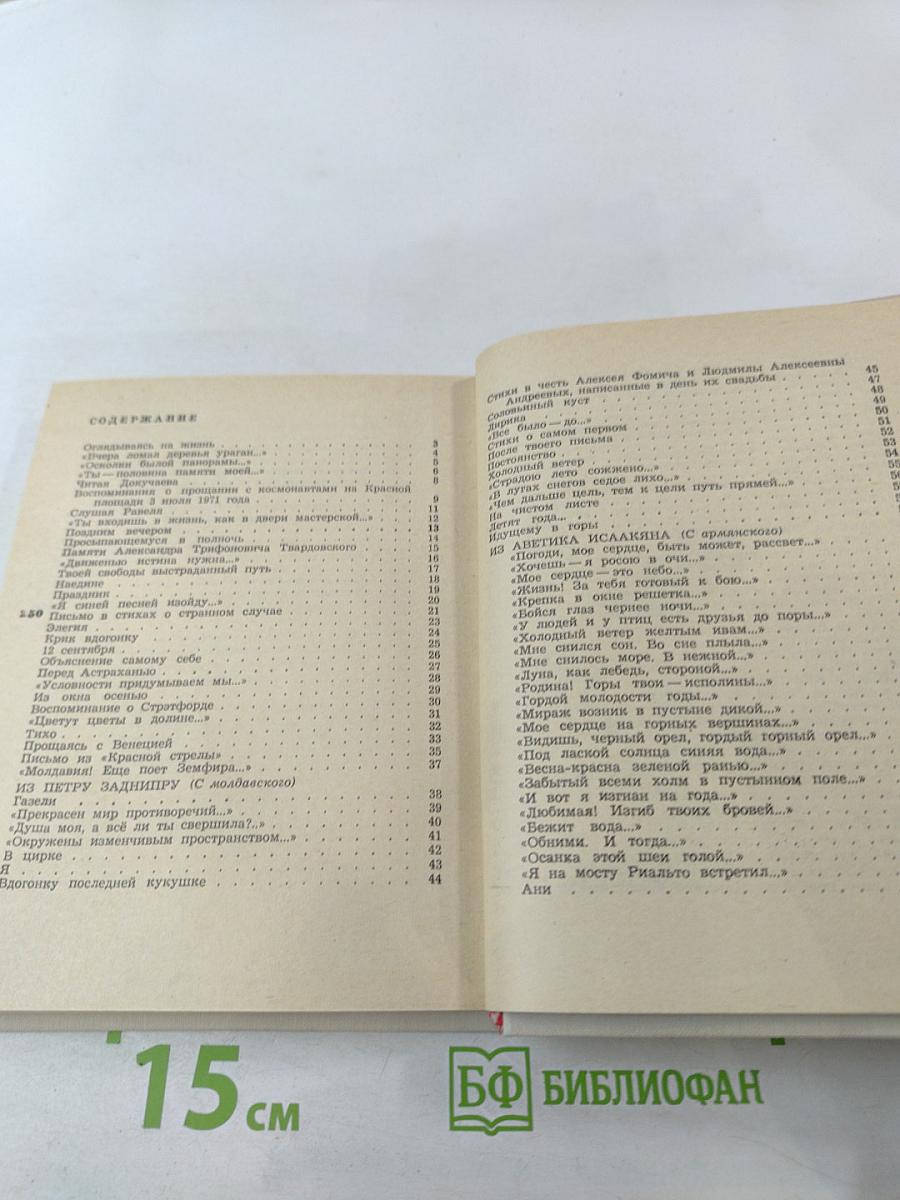 СОДЕРЖАНИЕ
Оглядываясь на жизнь . . . 3
«Вчера ломал деревья ураган...» . . . 4
«Осколки былой панорамы...» . . . 5
«Ты — половина памяти моей...» . . . 6
Читая Докучаева . . . 8
Воспоминания о прощании с космонавтами на Красной
площади 3 июля 1971 года . . . 9
Слушая Равеля . . . 11
«Ты входишь в жизнь, как в двери мастерской...» . . . 12
Поздним вечером . . . 13
Просыпающемуся в полночь . . . 14
Памяти Александра Трифоновича Твардовского . . . 15
«Движенью истина нужна...» . . . 16
Твоей свободы выстраданный путь . . . 17
Наедине . . . 18
Праздник . . . 19
«Я синей песней изойду...» . . . 20
250 Письмо в стихах о странном случае . . . 21
Элегия . . . 23
Крик вдогонку . . . 24
12 сентября . . . 25
Объяснение самому себе . . . 26
Перед Астраханью . . . 27
«Условности придумываем мы...» . . . 28
Из окна осенью . . . 29
Воспоминание о Стрэтфорде . . . 30
«Цветут цветы в долине...» . . . 31
Тихо . . . 32
Прощаясь с Венецией . . . 33
Письмо из «Красной стрелы» . . . 35
«Молдавия! Еще поет Земфира...» . . . 37
ИЗ ПЕТРУ ЗАДНИПРУ (С молдавского)
Газели . . . 38
«Прекрасен мир противоречий...» . . . 39
«Душа моя, а всё ли ты свершила?..» . . . 40
«Окружены изменчивым пространством...» . . . 41
В цирке . . . 42
Я . . . 43
Вдогонку последней кукушке . . . 44
Стихи в честь Алексея Фомича и Людмилы Алексеевны
Андреевых, написанные в день их свадьбы . . . 45
Соловьиный куст . . . 47
Лирика . . . 48
«Все было — до...» . . . 49
Стихи о самом первом . . . 50
После твоего письма . . . 51
Постоянство . . . 52
Холодный ветер . . . 53
«Страдою лето сожжено...» . . . 54
«В лугах снегов седое лихо...»
«Чем дальше цель, тем к цели путь прямей...»
На чистом листе
Летят года...
Идущему в горы
ИЗ АВЕТИКА ИСААКЯНА (С армянского)
«Погоди, мое сердце, быть может, рассвет...»
«Хочешь — я росою в очи...»
«Мое сердце — это небо...»
«Жизнь! За тебя готовый к бою...»
«Крепка в окне решетка...»
«Бойся глаз чернее ночи...»
«У людей и у птиц есть друзья до поры...»
«Холодный ветер желтым ивам...»
«Мне снился сон. Во сне плыла...»
«Мне снилось море. В нежной...»
«Луна, как лебедь, стороной...»
«Родина! Горы твои — исполины...»
«Гордой молодости годы...»
«Мираж возник в пустыне дикой...»
«Мое сердце на горных вершинах...»
«Видишь, черный орел, гордый горный орел...»
«Под лаской солнца синяя вода...»
«Весна-красна зеленой ранью...»
«Забытый всеми холм в пустынном поле...»
«И вот я изгнан на года...»
«Любимая! Изгиб твоих бровей...»
«Бежит вода...»
«Обними. И тогда...»
«Осанка этой шеи голой...»
«Я на мосту Риальто встретил...»
Ани
15 см
БФ БИБЛИОФАН